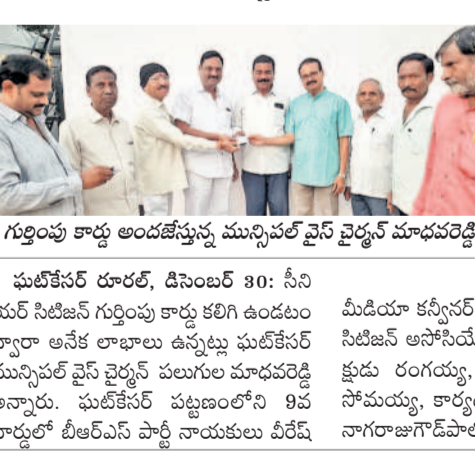 గుర్తింపు కార్డు అందజేస్తున్న మున్సిపల్ వైస్ చైర్మన్ మాధవరెడ్డి
ఘట్‌కేసర్ రూరల్, డిసెంబర్ 30: సీని
యర్ సిటిజన్ గుర్తింపు కార్డు కలిగి ఉండటం
ద్వారా అనేక లాభాలు ఉన్నట్లు ఘట్‌కేసర్
మున్సిపల్ వైస్ చైర్మన్ పలుగుల మాధవరెడ్డి
అన్నారు. ఘట్‌కేసర్ పట్టణంలోని 9వ
వార్డులో బీఆర్ఎస్ పార్టీ నాయకులు వీరేష్
మీడియా కన్వీనర్
సిటిజన్ అసోసియే
క్షుడు రంగయ్య,
సోమయ్య, కార్య
నాగరాజుగౌడ్‌పా